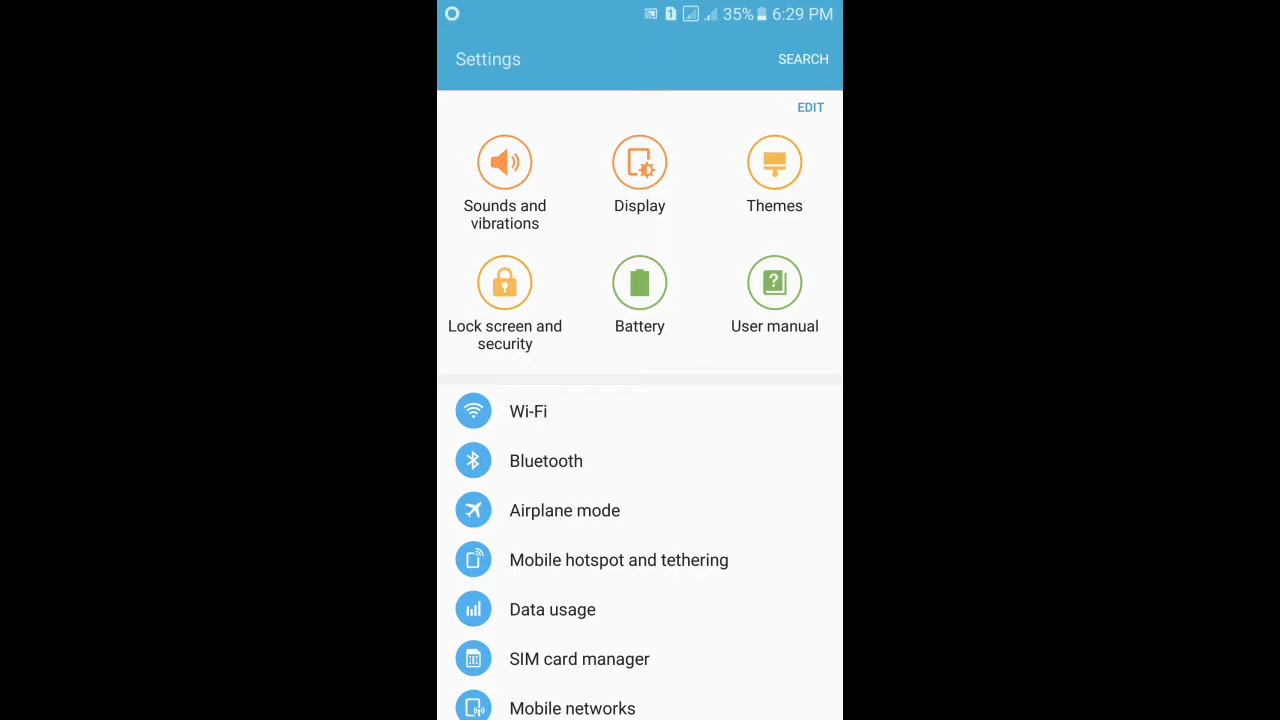 1 35% 6:29 PM
Settings SEARCH
EDIT
Sounds and
vibrations
Display
Themes
Lock screen and
security
Battery
User manual
Wi-Fi
Bluetooth
Airplane mode
Mobile hotspot and tethering
Data usage
SIM card manager
Mobile networks